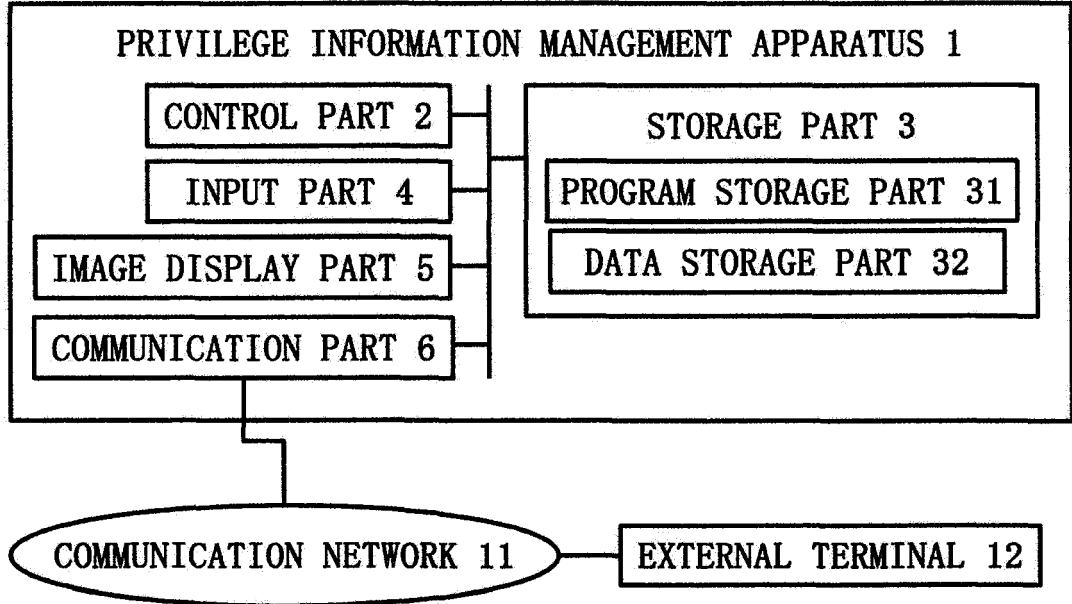 PRIVILEGE INFORMATION MANAGEMENT APPARATUS 1
CONTROL PART 2
INPUT PART 4
IMAGE DISPLAY PART 5
COMMUNICATION PART 6
STORAGE PART 3
PROGRAM STORAGE PART 31
DATA STORAGE PART 32
COMMUNICATION NETWORK 11
EXTERNAL TERMINAL 12